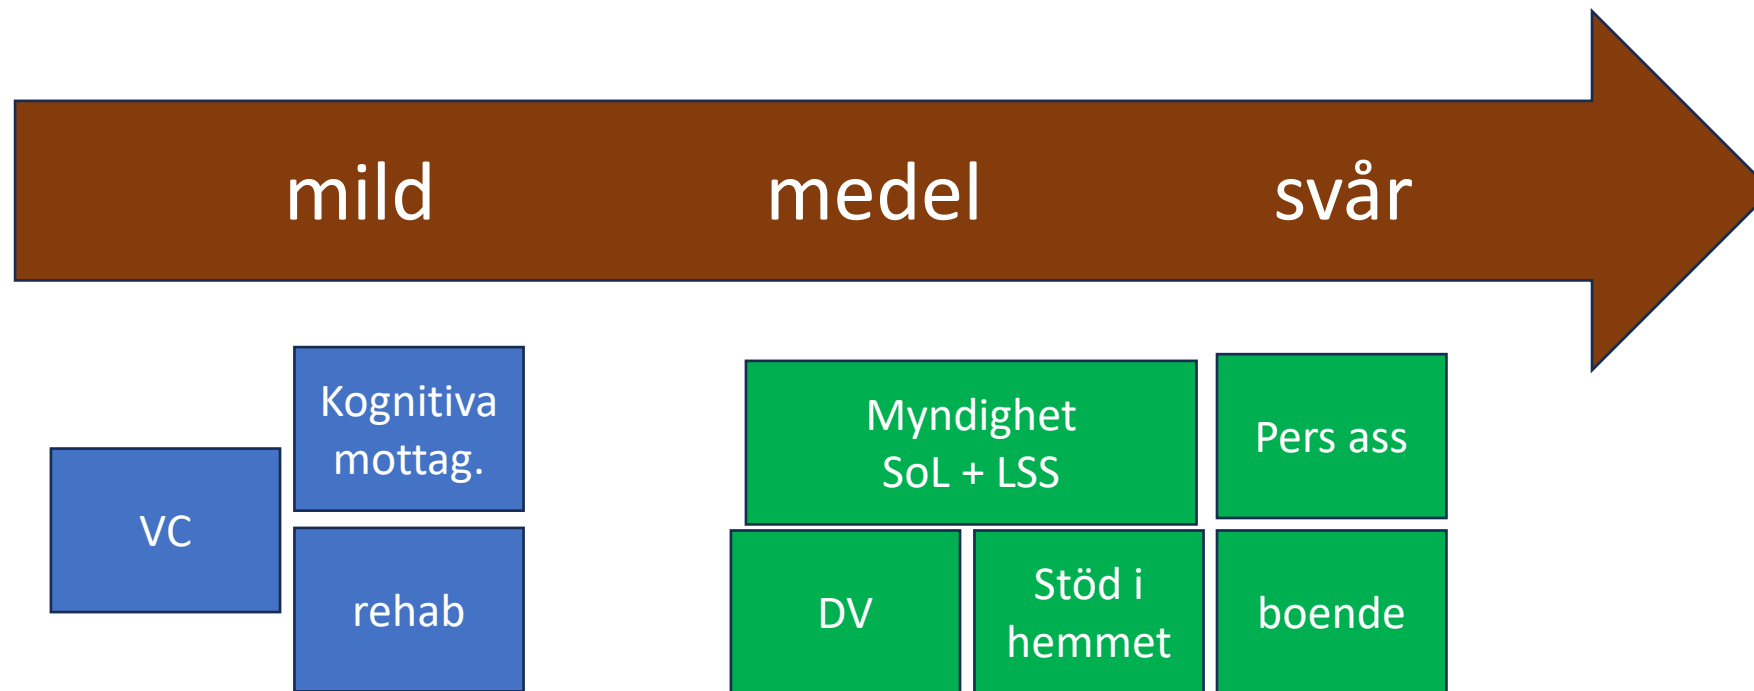 mild medel svår
Kognitiva
mottag.
VC
rehab
Myndighet
SoL + LSS
Pers ass
DV
Stöd i
hemmet
boende